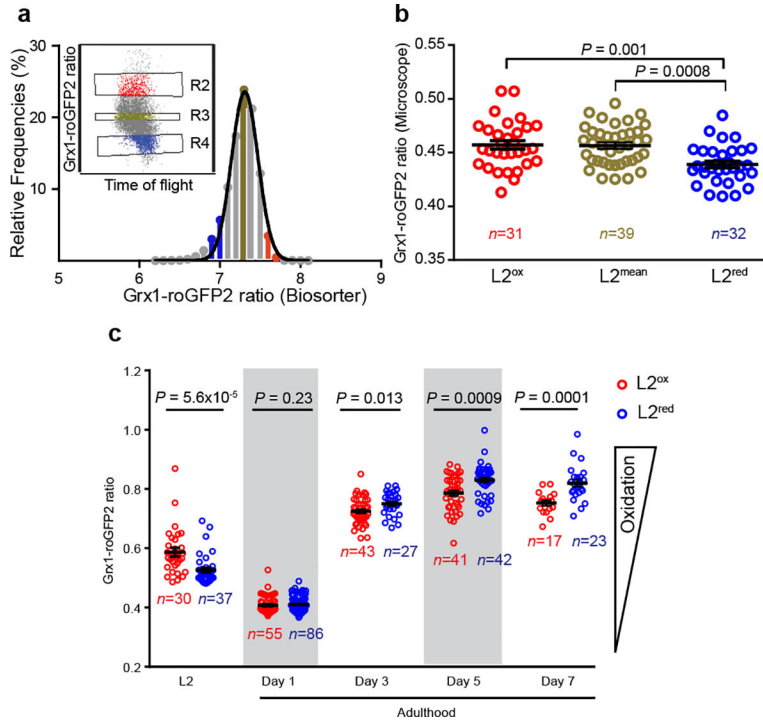 a
Relative Frequencies (%)
30
20
10
0
5
6
7
8
9
Grx1-roGFP2 ratio (Biosorter)
Grx1-roGFP2 ratio
R2
R3
R4
Time of flight
b
Grx1-roGFP2 ratio (Microscope)
0.55
0.50
0.45
0.40
0.35
P = 0.001
P = 0.0008
n=31
n=39
n=32
L2ox
L2mean
L2red
c
Grx1-roGFP2 ratio
1.2
1.0
0.8
0.6
0.4
0.2
P = 5.6x10-5
P = 0.23
P = 0.013
P = 0.0009
P = 0.0001
n=30
n=37
n=55
n=86
n=43
n=27
n=41
n=42
n=17
n=23
L2
Day 1
Day 3
Day 5
Day 7
Adulthood
L2ox
L2red
Oxidation